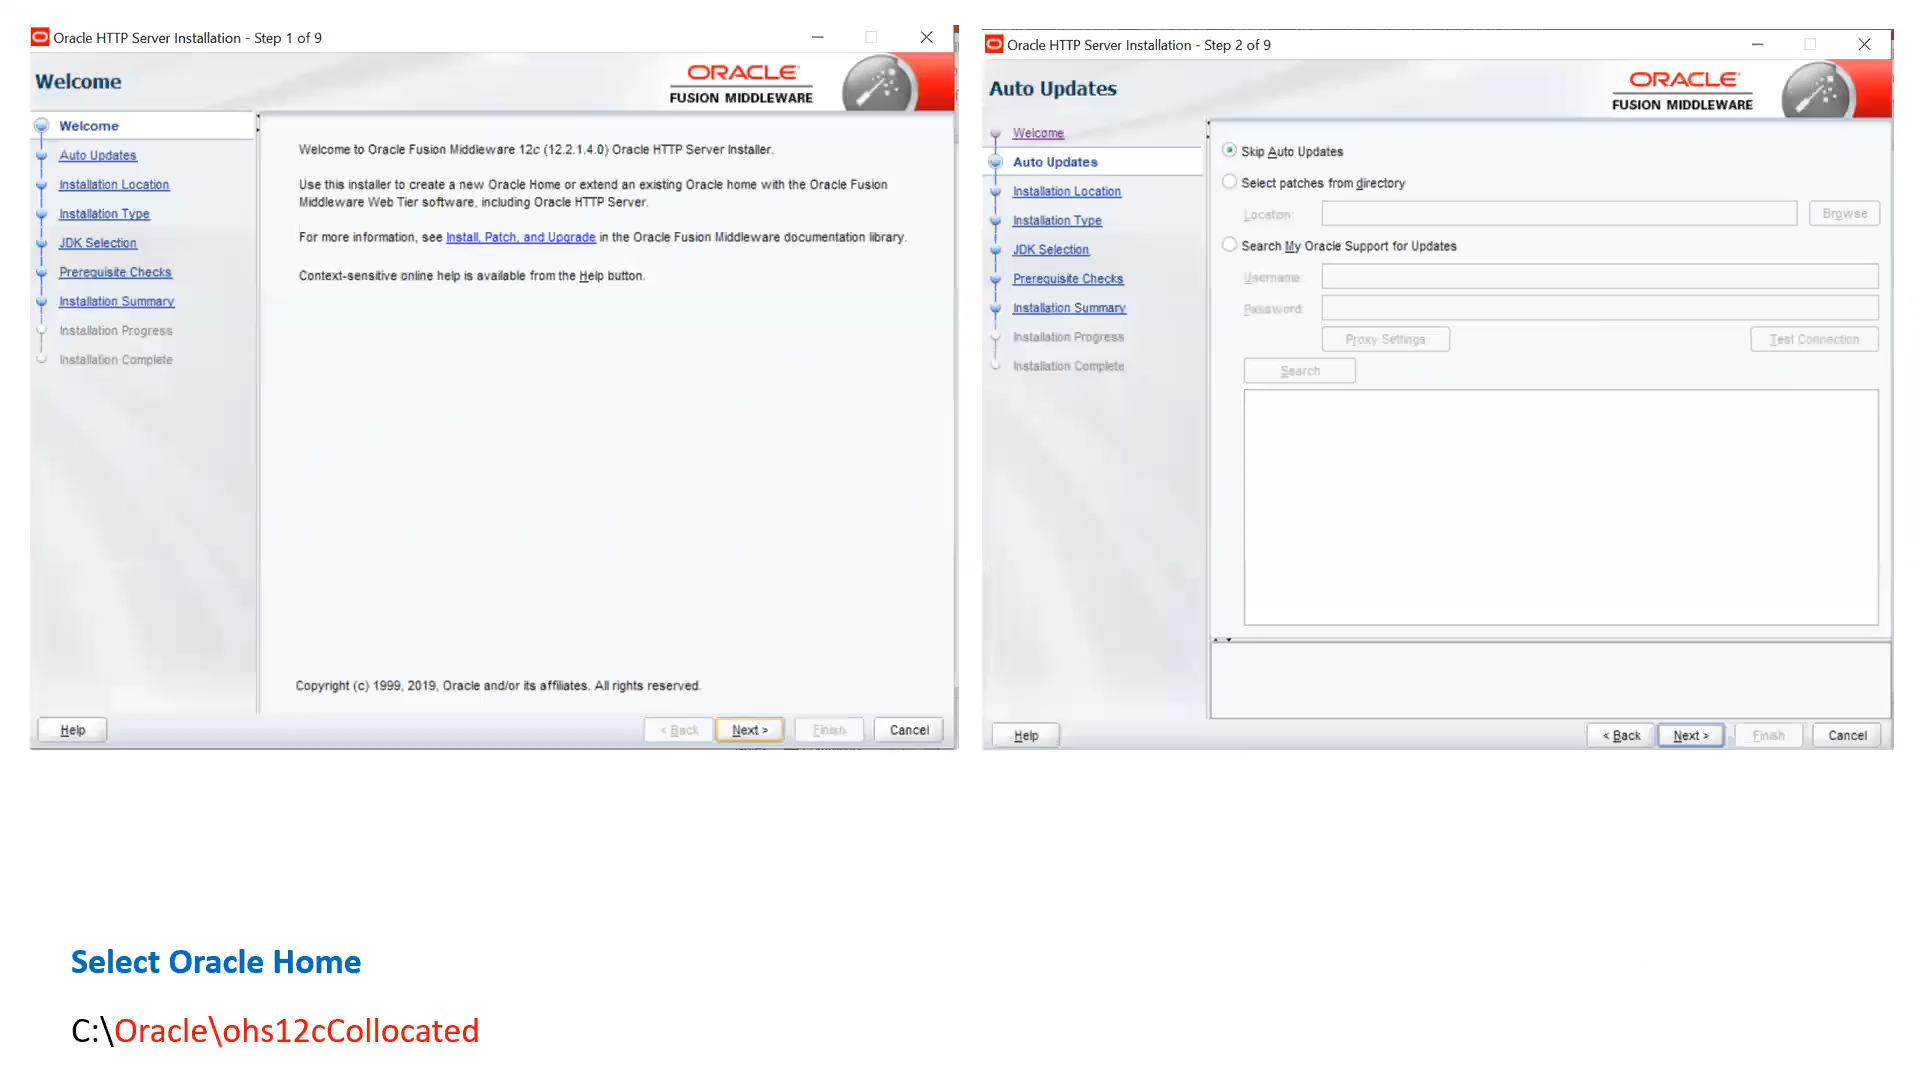 Oracle HTTP Server Installation - Step 1 of 9
Welcome
ORACLE
FUSION MIDDLEWARE
Welcome
Auto Updates
Installation Location
Installation Type
JDK Selection
Prerequisite Checks
Installation Summary
Installation Progress
Installation Complete
Welcome to Oracle Fusion Middleware 12c (12.2.1.4.0) Oracle HTTP Server Installer.
Use this installer to create a new Oracle Home or extend an existing Oracle home with the Oracle Fusion
Middleware Web Tier software, including Oracle HTTP Server.
For more information, see Install, Patch, and Upgrade in the Oracle Fusion Middleware documentation library.
Context-sensitive online help is available from the Help button.
Copyright (c) 1999, 2019, Oracle and/or its affiliates. All rights reserved.
Help
< Back
Next >
Finish
Cancel
Oracle HTTP Server Installation - Step 2 of 9
Auto Updates
ORACLE
FUSION MIDDLEWARE
Welcome
Auto Updates
Installation Location
Installation Type
JDK Selection
Prerequisite Checks
Installation Summary
Installation Progress
Installation Complete
Skip Auto Updates
Select patches from directory
Location:
Browse
Search My Oracle Support for Updates
Username:
Password:
Proxy Settings
Test Connection
Search
Help
< Back
Next >
Finish
Cancel
Select Oracle Home
C:\Oracle\ohs12cCollocated